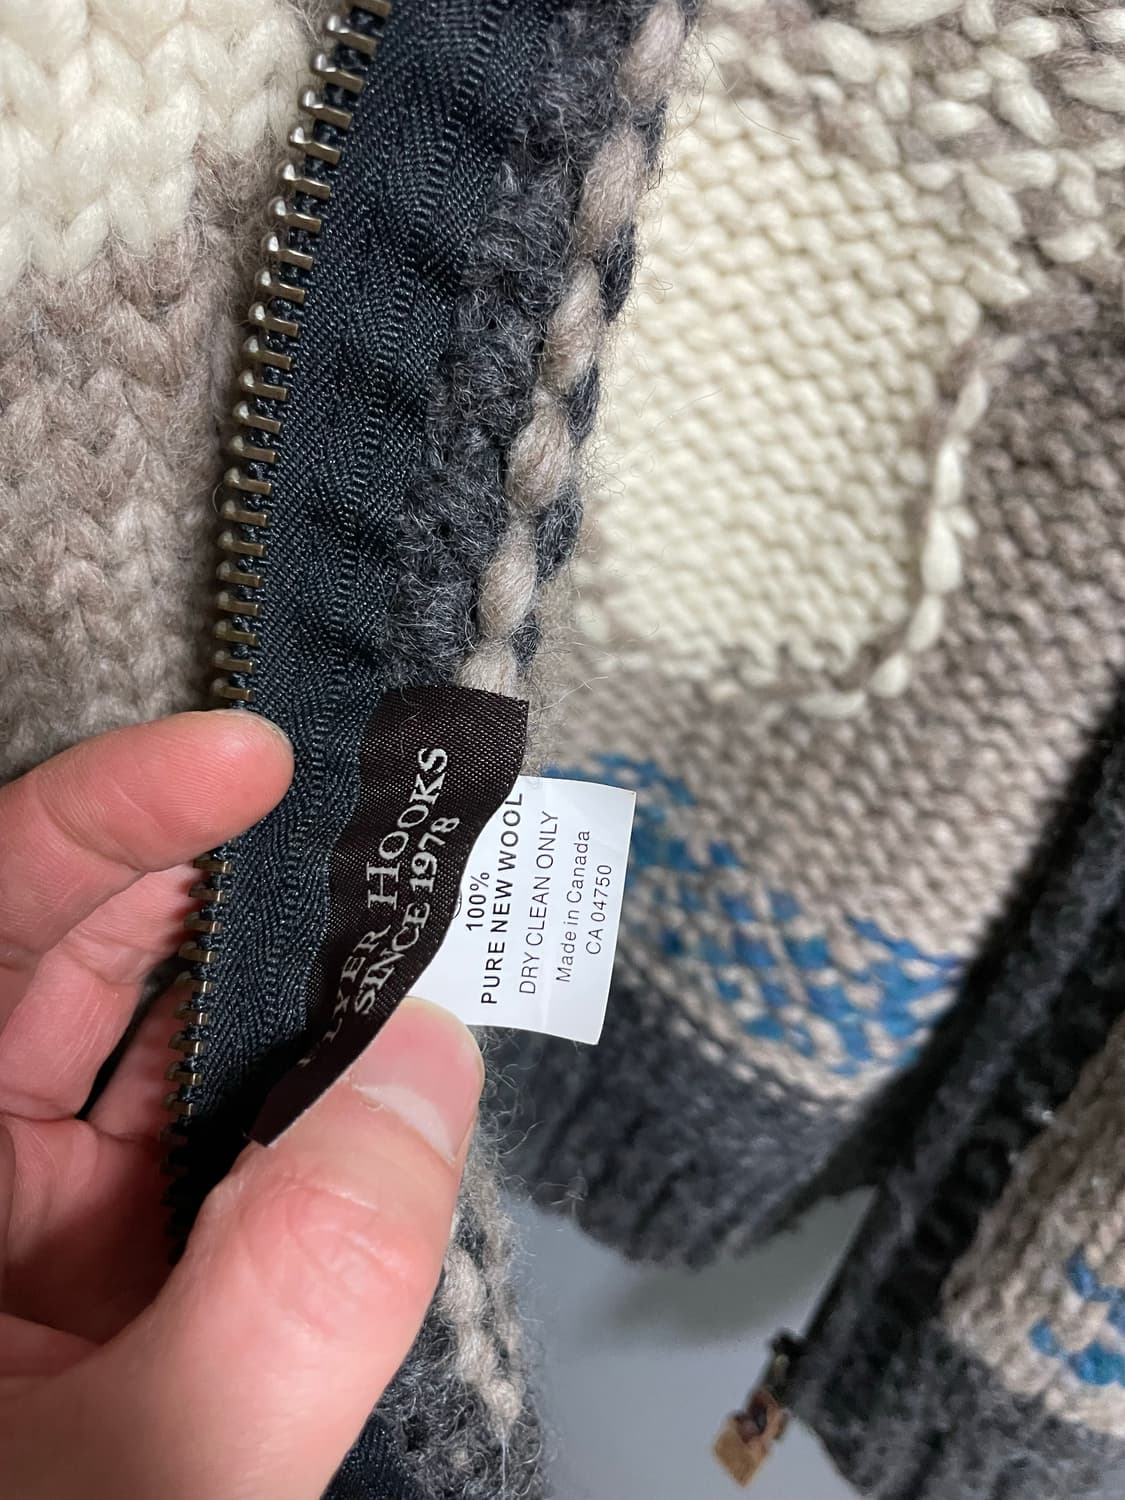 HOOKS
SINCE 1978
100%
PURE NEW WOOL
DRY CLEAN ONLY
Made in Canada
CA 04750